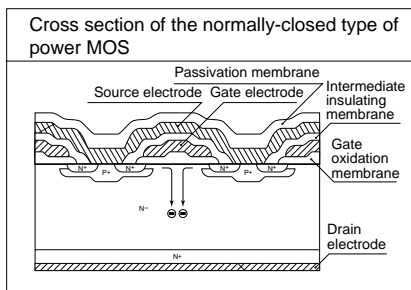 Cross section of the normally-closed type of
power MOS
Passivation membrane
Source electrode
Gate electrode
Intermediate
insulating
membrane
Gate
oxidation
membrane
N+
P+
N+
N+
P+
N+
N−
N+
Drain
electrode